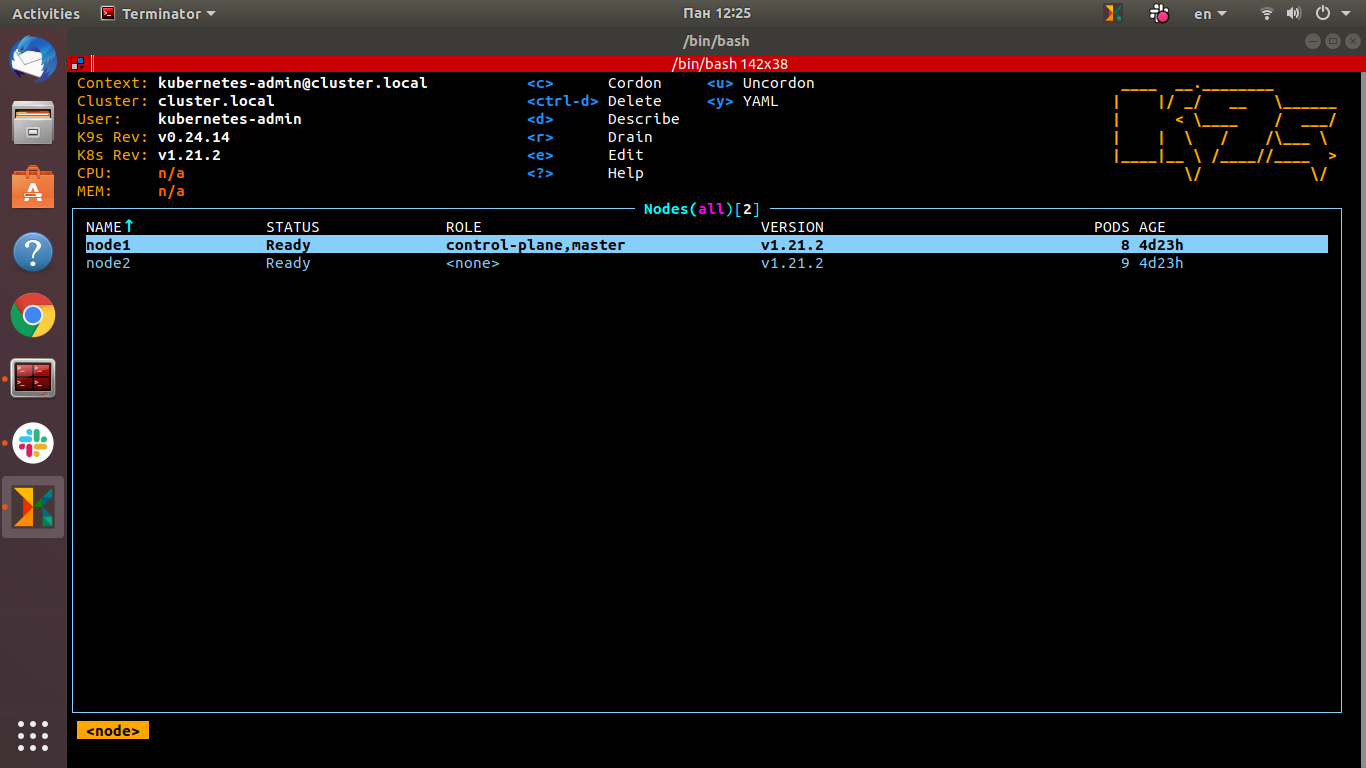 Activities Terminator Пан 12:25 en
/bin/bash
/bin/bash 142x38
Context: kubernetes-admin@cluster.local <c> Cordon <u> Uncordon
Cluster: cluster.local <ctrl-d> Delete <y> YAML
User: kubernetes-admin <d> Describe
K9s Rev: v0.24.14 <r> Drain
K8s Rev: v1.21.2 <e> Edit
CPU: n/a <?> Help
MEM: n/a
Nodes(all)[2]
NAME↑ STATUS ROLE VERSION PODS AGE
node1 Ready control-plane,master v1.21.2 8 4d23h
node2 Ready <none> v1.21.2 9 4d23h
<node>